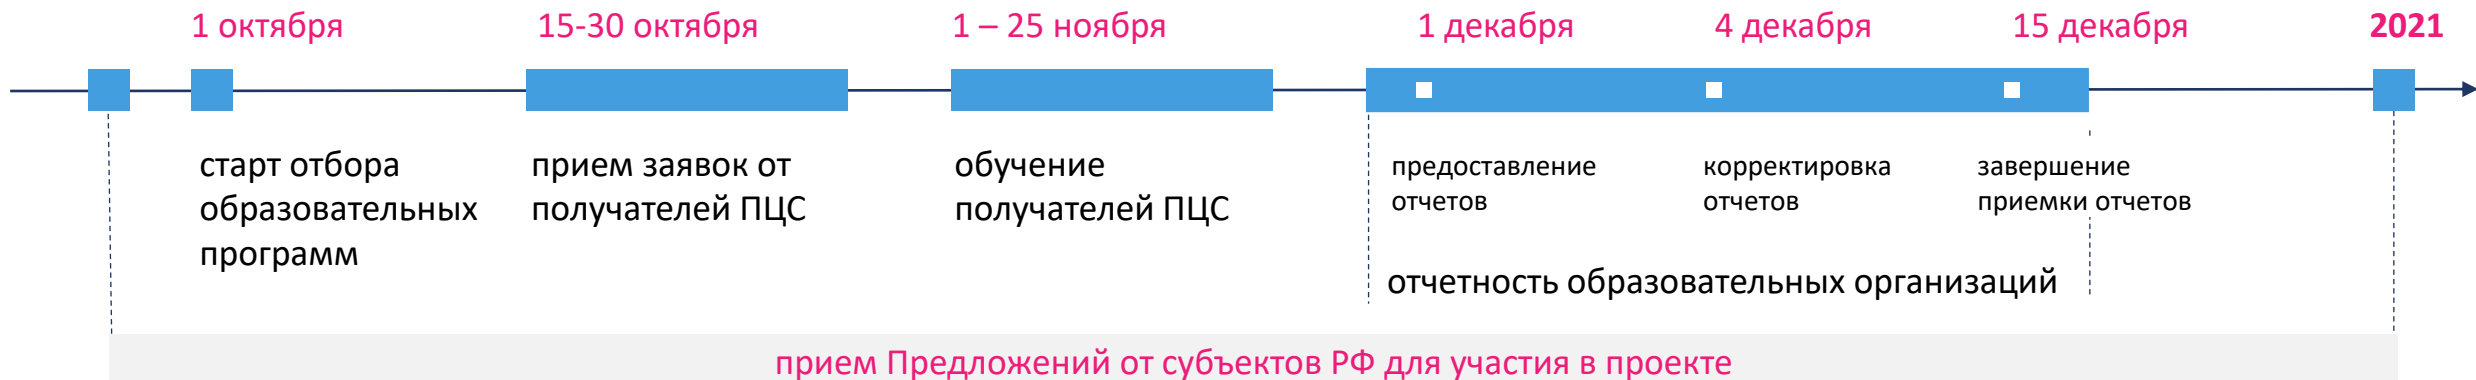 1 октября
15-30 октября
1 – 25 ноября
1 декабря
4 декабря
15 декабря
2021
старт отбора
образовательных
программ
прием заявок от
получателей ПЦС
обучение
получателей ПЦС
предоставление
отчетов
корректировка
отчетов
завершение
приемки отчетов
отчетность образовательных организаций
прием Предложений от субъектов РФ для участия в проекте